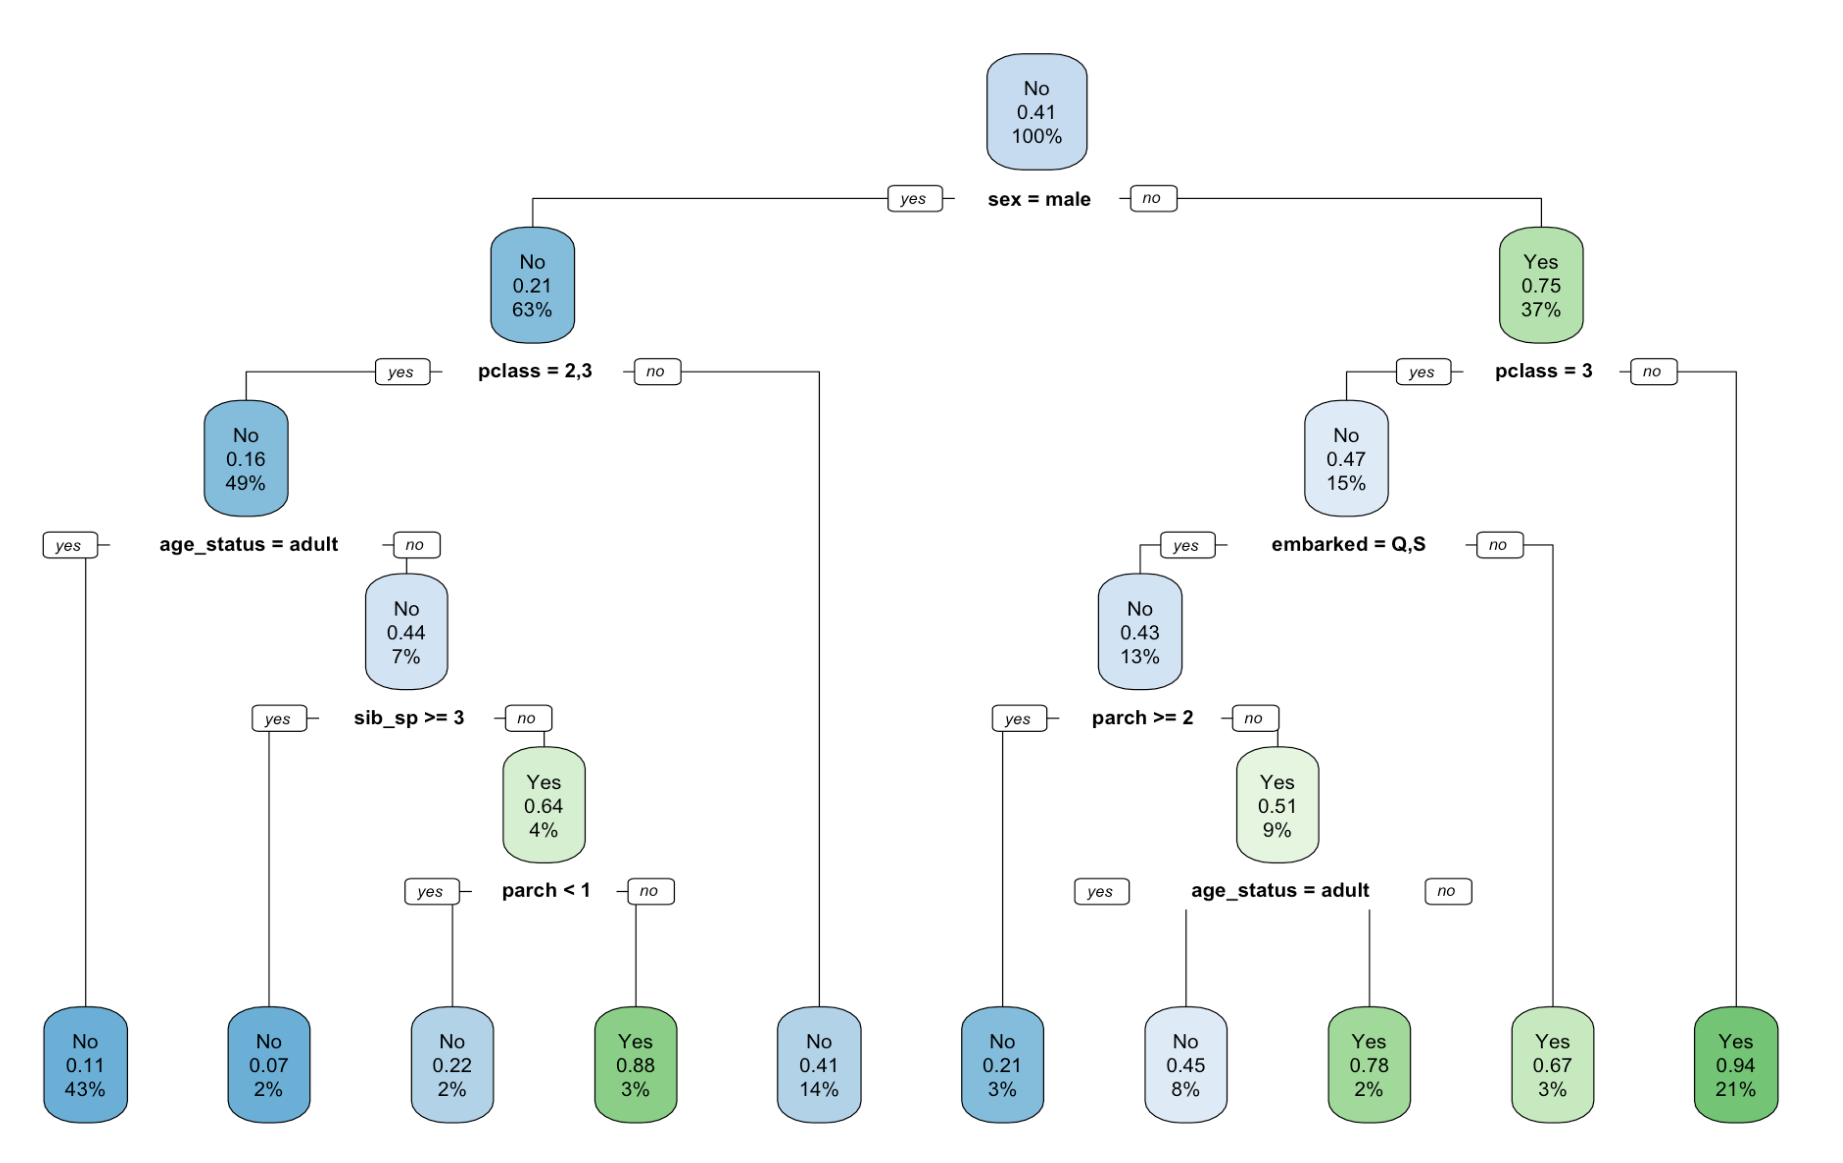 No
0.41
100%
yes
sex = male
no
No
0.21
63%
Yes
0.75
37%
yes
pclass = 2,3
no
yes
pclass = 3
no
No
0.16
49%
No
0.47
15%
yes
age_status = adult
no
yes
embarked = Q,S
no
No
0.44
7%
No
0.43
13%
yes
sib_sp >= 3
no
yes
parch >= 2
no
Yes
0.64
4%
Yes
0.51
9%
yes
parch < 1
no
yes
age_status = adult
no
No
0.11
43%
No
0.07
2%
No
0.22
2%
Yes
0.88
3%
No
0.41
14%
No
0.21
3%
No
0.45
8%
Yes
0.78
2%
Yes
0.67
3%
Yes
0.94
21%